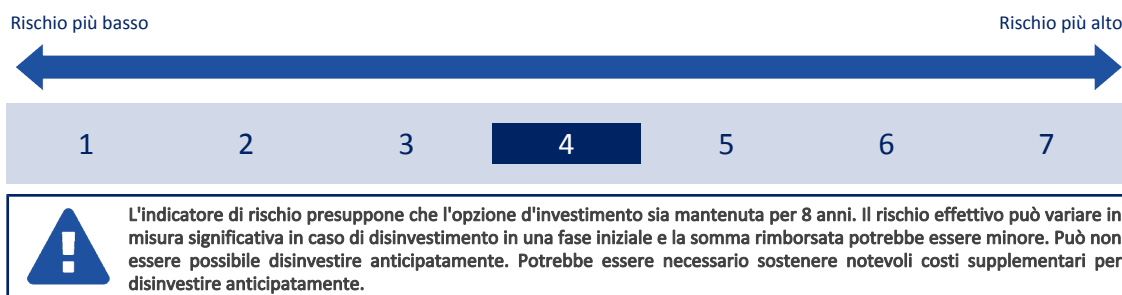 Rischio più basso Rischio più alto
1 2 3 4 5 6 7
L'indicatore di rischio presuppone che l'opzione d'investimento sia mantenuta per 8 anni. Il rischio effettivo può variare in
misura significativa in caso di disinvestimento in una fase iniziale e la somma rimborsata potrebbe essere minore. Può non
essere possibile disinvestire anticipatamente. Potrebbe essere necessario sostenere notevoli costi supplementari per
disinvestire anticipatamente.